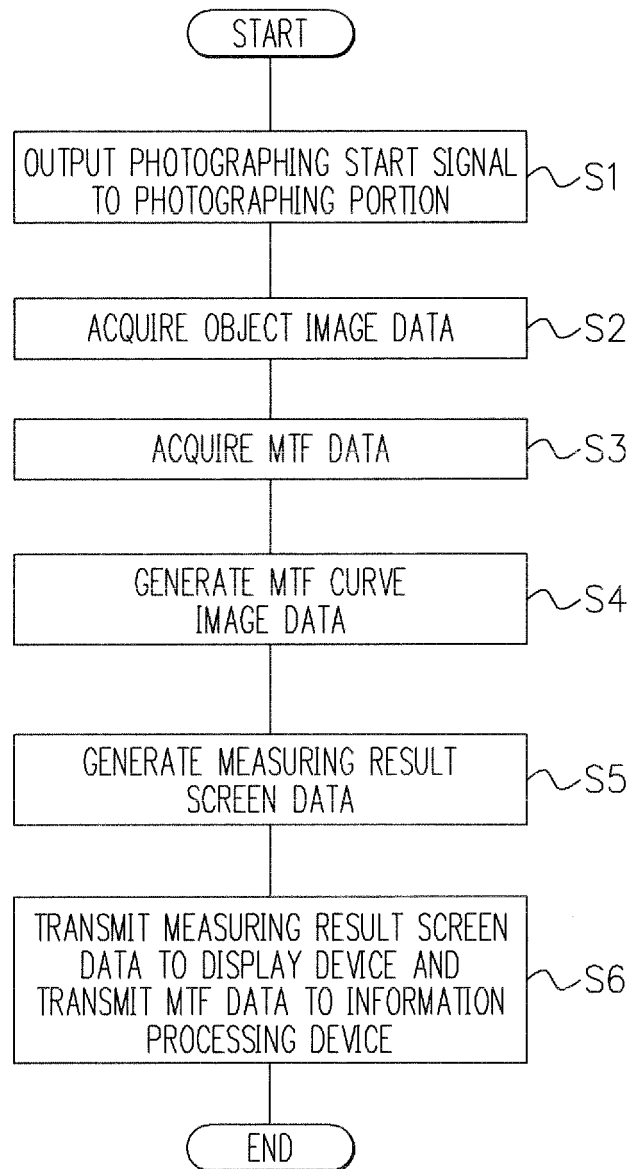 START
OUTPUT PHOTOGRAPHING START SIGNAL
TO PHOTOGRAPHING PORTION
S1
ACQUIRE OBJECT IMAGE DATA
S2
ACQUIRE MTF DATA
S3
GENERATE MTF CURVE
IMAGE DATA
S4
GENERATE MEASURING RESULT
SCREEN DATA
S5
TRANSMIT MEASURING RESULT SCREEN
DATA TO DISPLAY DEVICE AND
TRANSMIT MTF DATA TO INFORMATION
PROCESSING DEVICE
S6
END